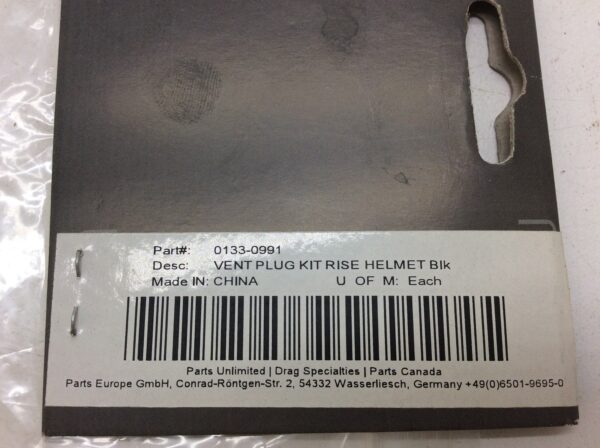 Part#: 0133-0991
Desc: VENT PLUG KIT RISE HELMET Blk
Made IN: CHINA U OF M: Each
Parts Unlimited | Drag Specialties | Parts Canada
Parts Europe GmbH, Conrad-Röntgen-Str. 2, 54332 Wasserliesch, Germany +49(0)6501-9695-0